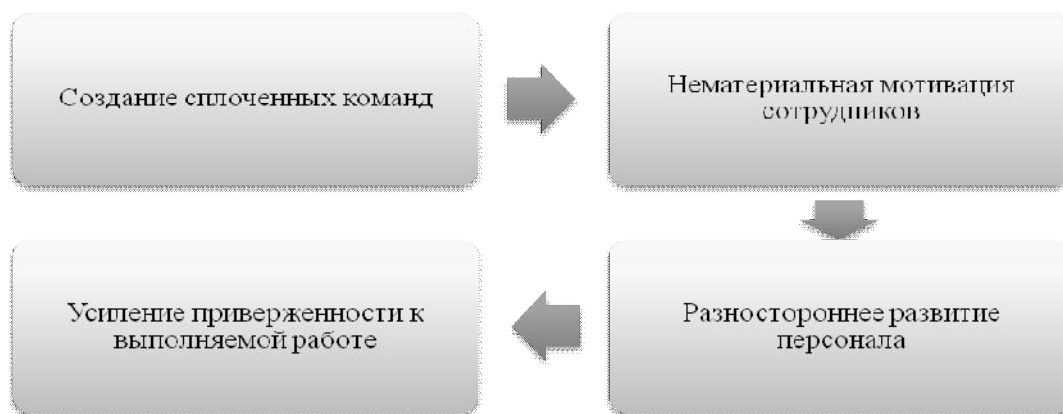 Создание сплоченных команд
Нематериальная мотивация
сотрудников
Разностороннее развитие
персонала
Усиление приверженности к
выполняемой работе